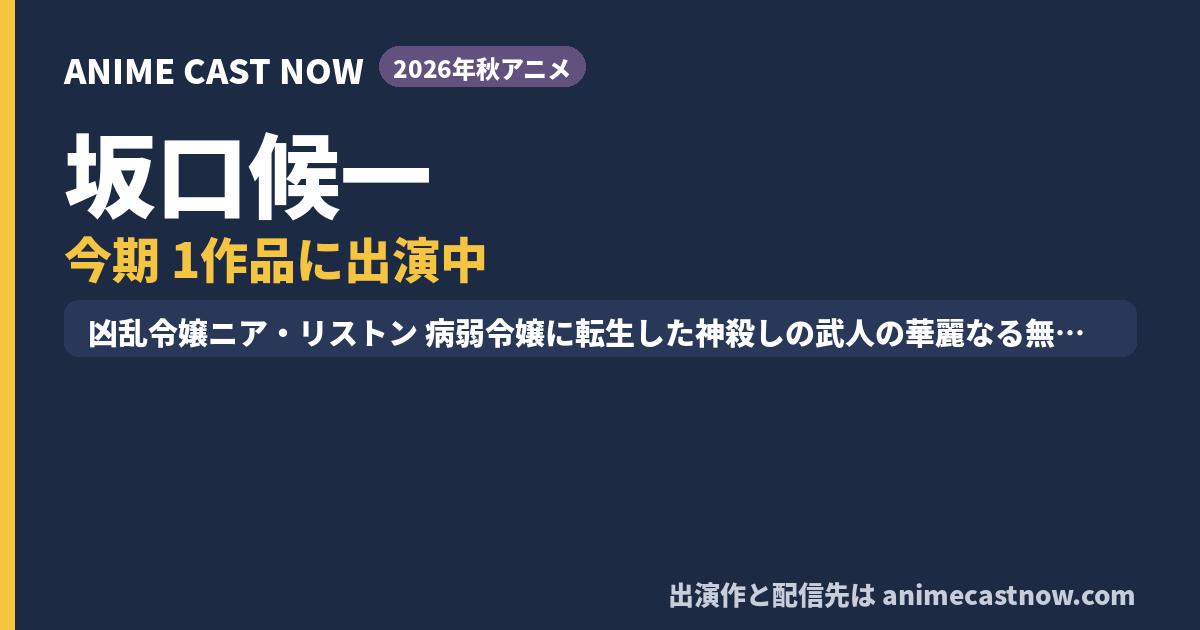 ANIME CAST NOW 2026年秋アニメ
坂口候一
今期 1作品に出演中
凶乱令嬢ニア・リストン 病弱令嬢に転生した神殺しの武人の華麗なる無…
出演作と配信先は animecastnow.com